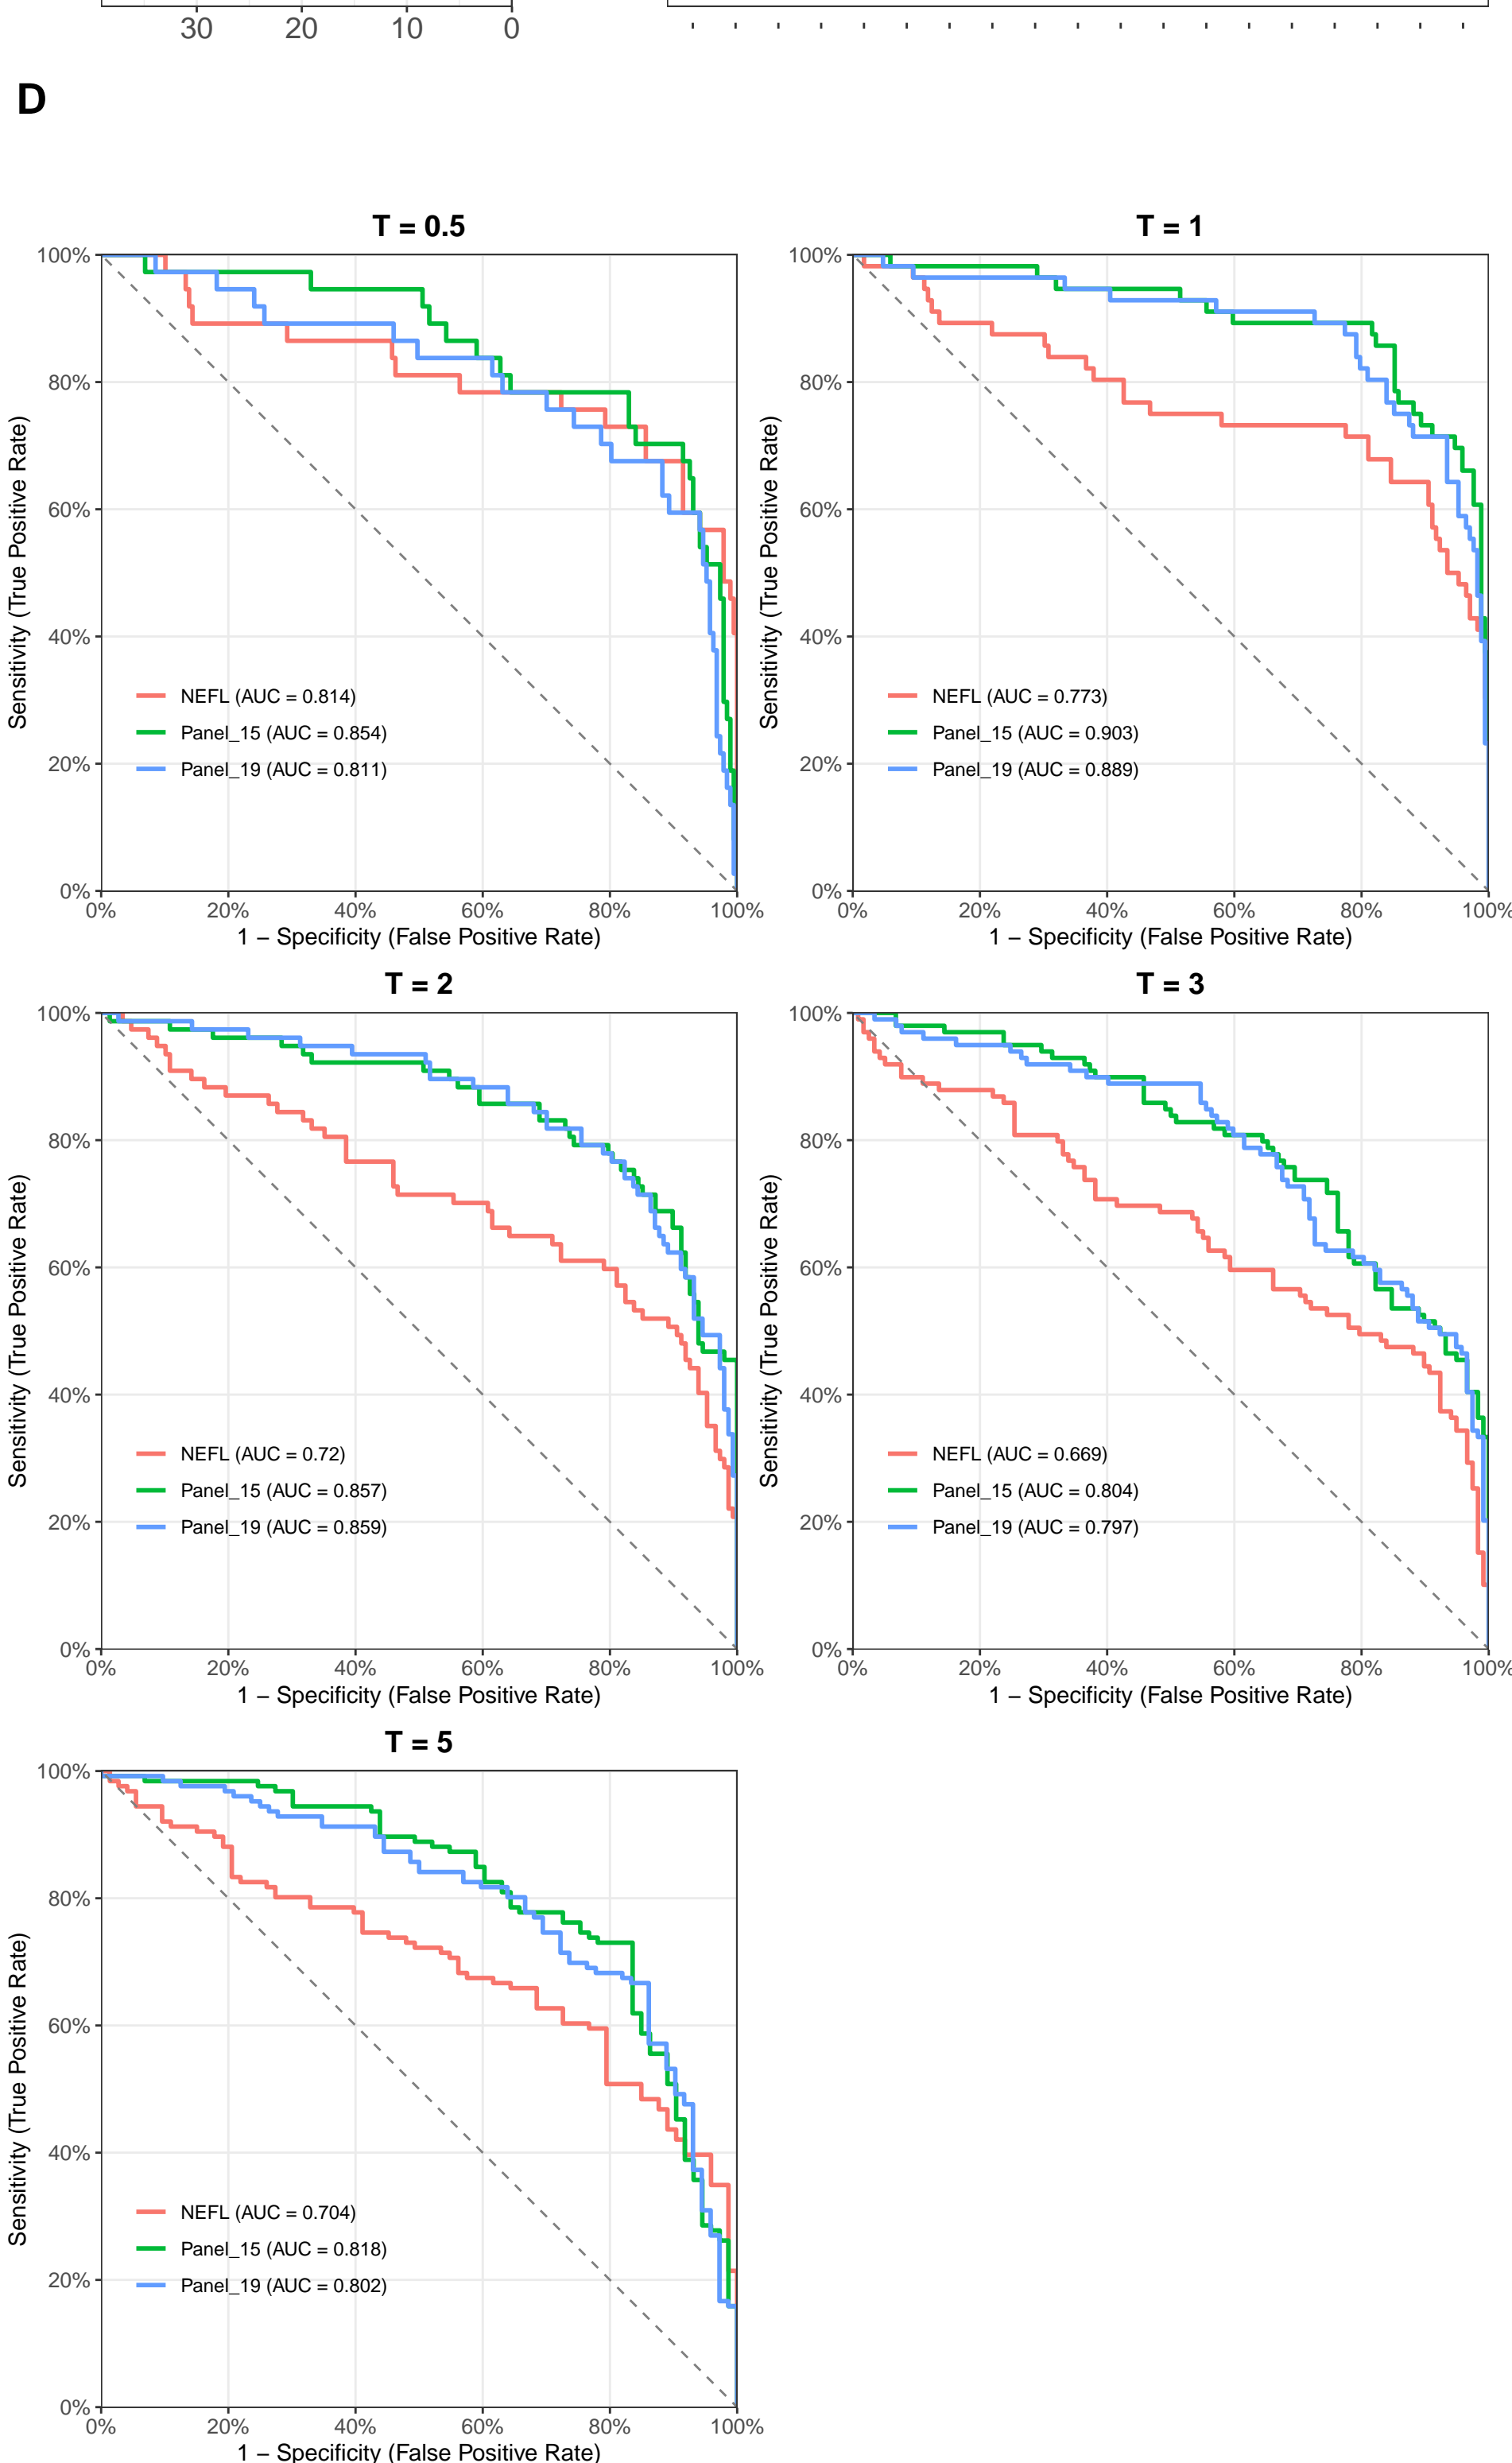 30 20 10 0
D
T = 0.5
100%
80%
60%
40%
20%
0%
Sensitivity (True Positive Rate)
NEFL (AUC = 0.814)
Panel_15 (AUC = 0.854)
Panel_19 (AUC = 0.811)
0% 20% 40% 60% 80% 100%
1 − Specificity (False Positive Rate)
T = 1
100%
80%
60%
40%
20%
0%
Sensitivity (True Positive Rate)
NEFL (AUC = 0.773)
Panel_15 (AUC = 0.903)
Panel_19 (AUC = 0.889)
0% 20% 40% 60% 80% 100%
1 − Specificity (False Positive Rate)
T = 2
100%
80%
60%
40%
20%
0%
Sensitivity (True Positive Rate)
NEFL (AUC = 0.72)
Panel_15 (AUC = 0.857)
Panel_19 (AUC = 0.859)
0% 20% 40% 60% 80% 100%
1 − Specificity (False Positive Rate)
T = 3
100%
80%
60%
40%
20%
0%
Sensitivity (True Positive Rate)
NEFL (AUC = 0.669)
Panel_15 (AUC = 0.804)
Panel_19 (AUC = 0.797)
0% 20% 40% 60% 80% 100%
1 − Specificity (False Positive Rate)
T = 5
100%
80%
60%
40%
20%
0%
Sensitivity (True Positive Rate)
NEFL (AUC = 0.704)
Panel_15 (AUC = 0.818)
Panel_19 (AUC = 0.802)
0% 20% 40% 60% 80% 100%
1 − Specificity (False Positive Rate)